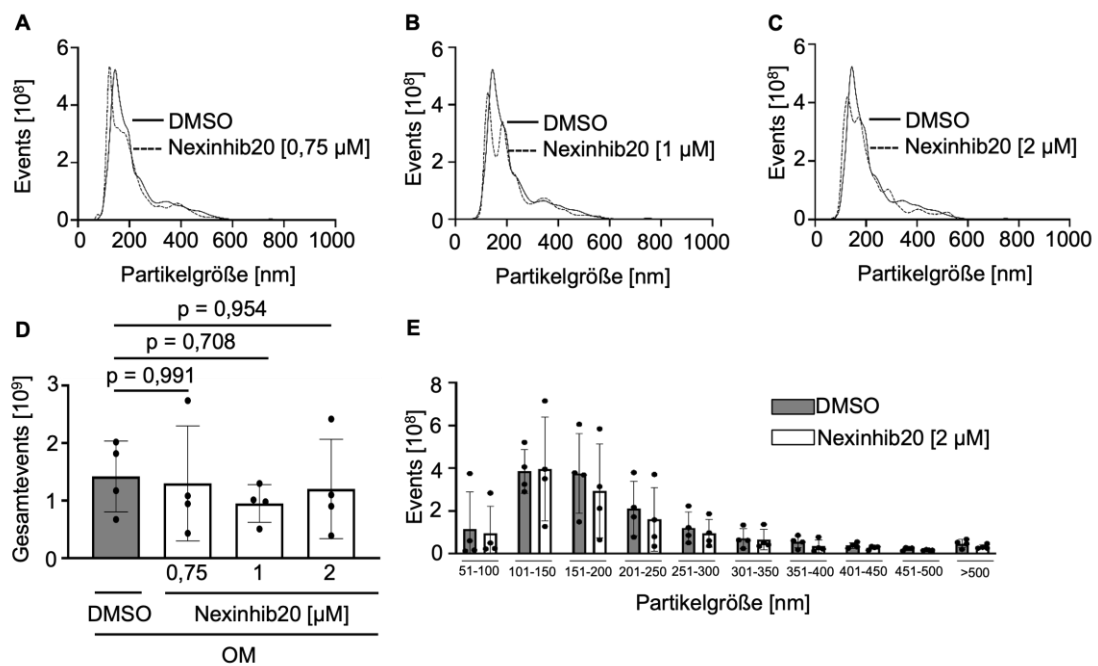 A
6
4
2
0
Events [10⁸]
DMSO
Nexinhib20 [0,75 µM]
0 200 400 600 800 1000
Partikelgröße [nm]
B
6
4
2
0
Events [10⁸]
DMSO
Nexinhib20 [1 µM]
0 200 400 600 800 1000
Partikelgröße [nm]
C
6
4
2
0
Events [10⁸]
DMSO
Nexinhib20 [2 µM]
0 200 400 600 800 1000
Partikelgröße [nm]
D
p = 0,954
p = 0,708
p = 0,991
3
2
1
0
Gesamtevents [10⁹]
0,75 1 2
DMSO Nexinhib20 [µM]
OM
E
8
6
4
2
0
Events [10⁸]
DMSO
Nexinhib20 [2 µM]
51-100 101-150 151-200 201-250 251-300 301-350 351-400 401-450 451-500 >500
Partikelgröße [nm]